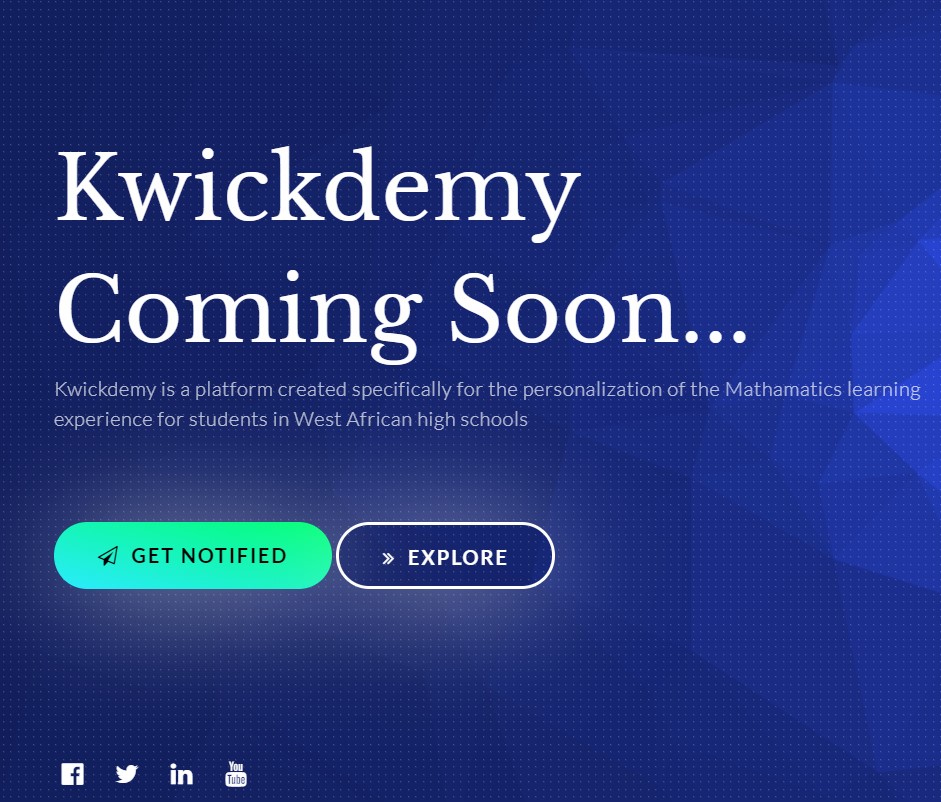 Kwickdemy
Coming Soon...
Kwickdemy is a platform created specifically for the personalization of the Mathamatics learning
experience for students in West African high schools
GET NOTIFIED
EXPLORE
You
Tube